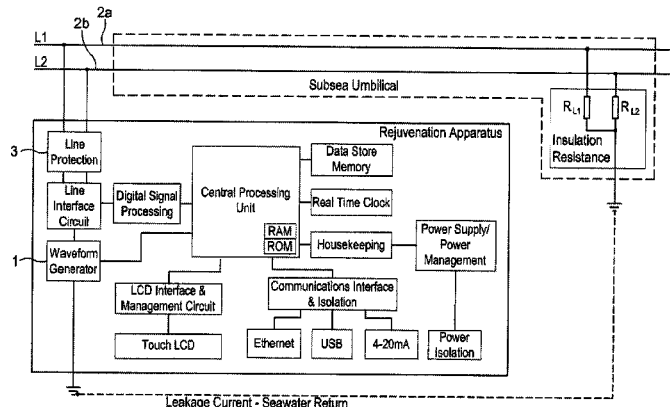 2b
2a
L1
L2
Subsea Umbilical
RL1
RL2
Insulation
Resistance
Rejuvenation Apparatus
3
Line
Protection
Line
Interface
Circuit
Digital Signal
Processing
Central Processing
Unit
RAM
ROM
Data Store
Memory
Real Time Clock
Housekeeping
Power Supply/
Power
Management
1
Waveform
Generator
LCD Interface &
Management Circuit
Communications Interface
& Isolation
Touch LCD
Ethernet
USB
4-20mA
Power
Isolation
Leakage Current - Seawater
Return